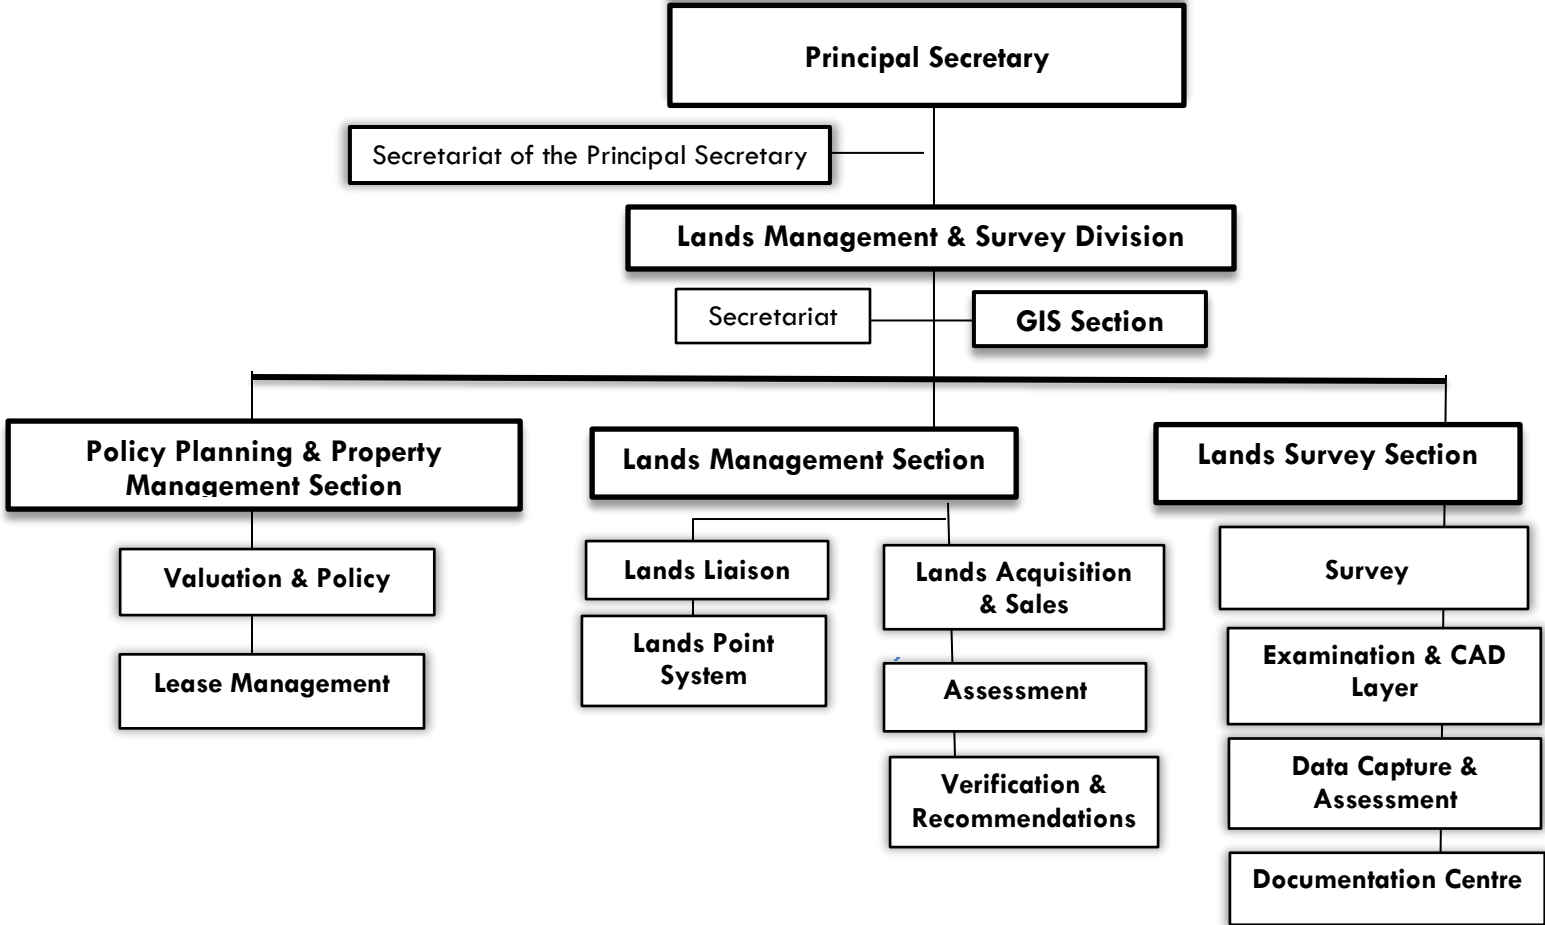 Principal Secretary
Secretariat of the Principal Secretary
Lands Management & Survey Division
Secretariat
GIS Section
Policy Planning & Property
Management Section
Lands Management Section
Lands Survey Section
Valuation & Policy
Lease Management
Lands Liaison
Lands Point
System
Lands Acquisition
& Sales
Assessment
Verification &
Recommendations
Survey
Examination & CAD
Layer
Data Capture &
Assessment
Documentation Centre